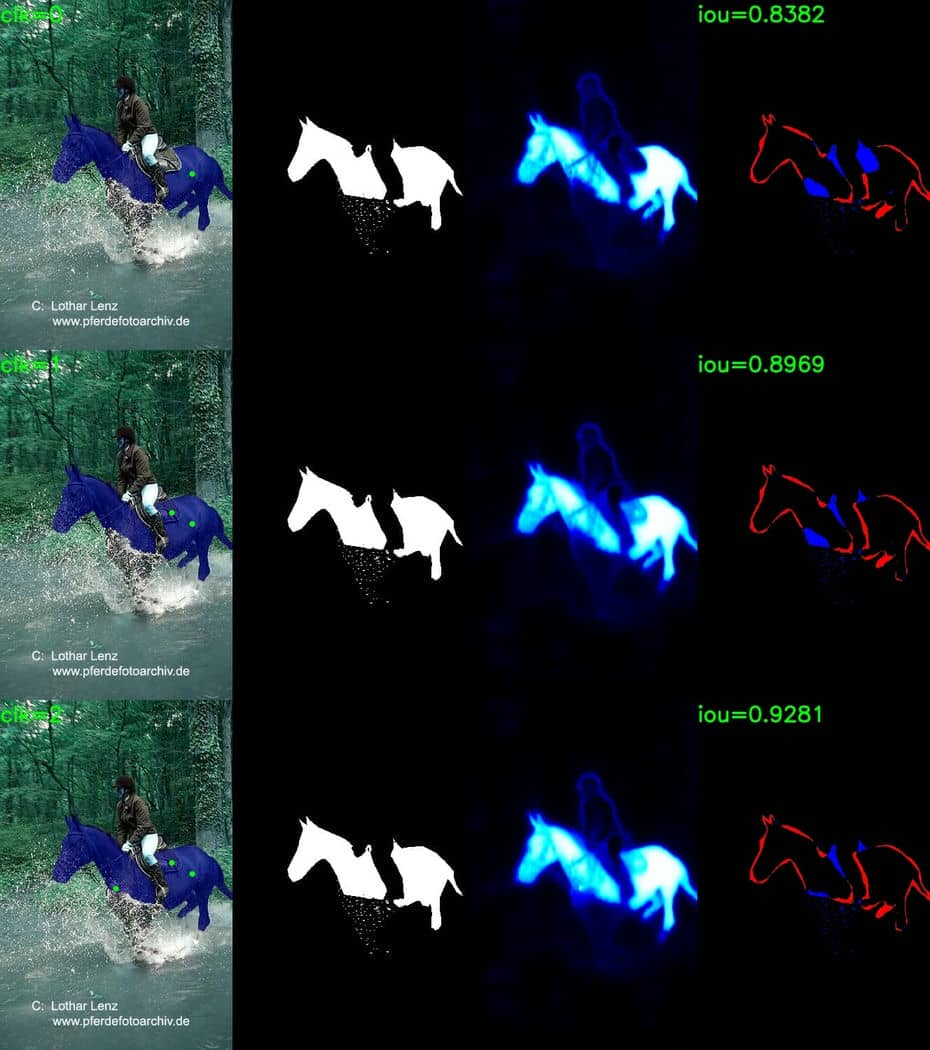 clk=0
iou=0.8382
C: Lothar Lenz
www.pferdefotoarchiv.de
clk=1
iou=0.8969
C: Lothar Lenz
www.pferdefotoarchiv.de
clk=2
iou=0.9281
C: Lothar Lenz
www.pferdefotoarchiv.de